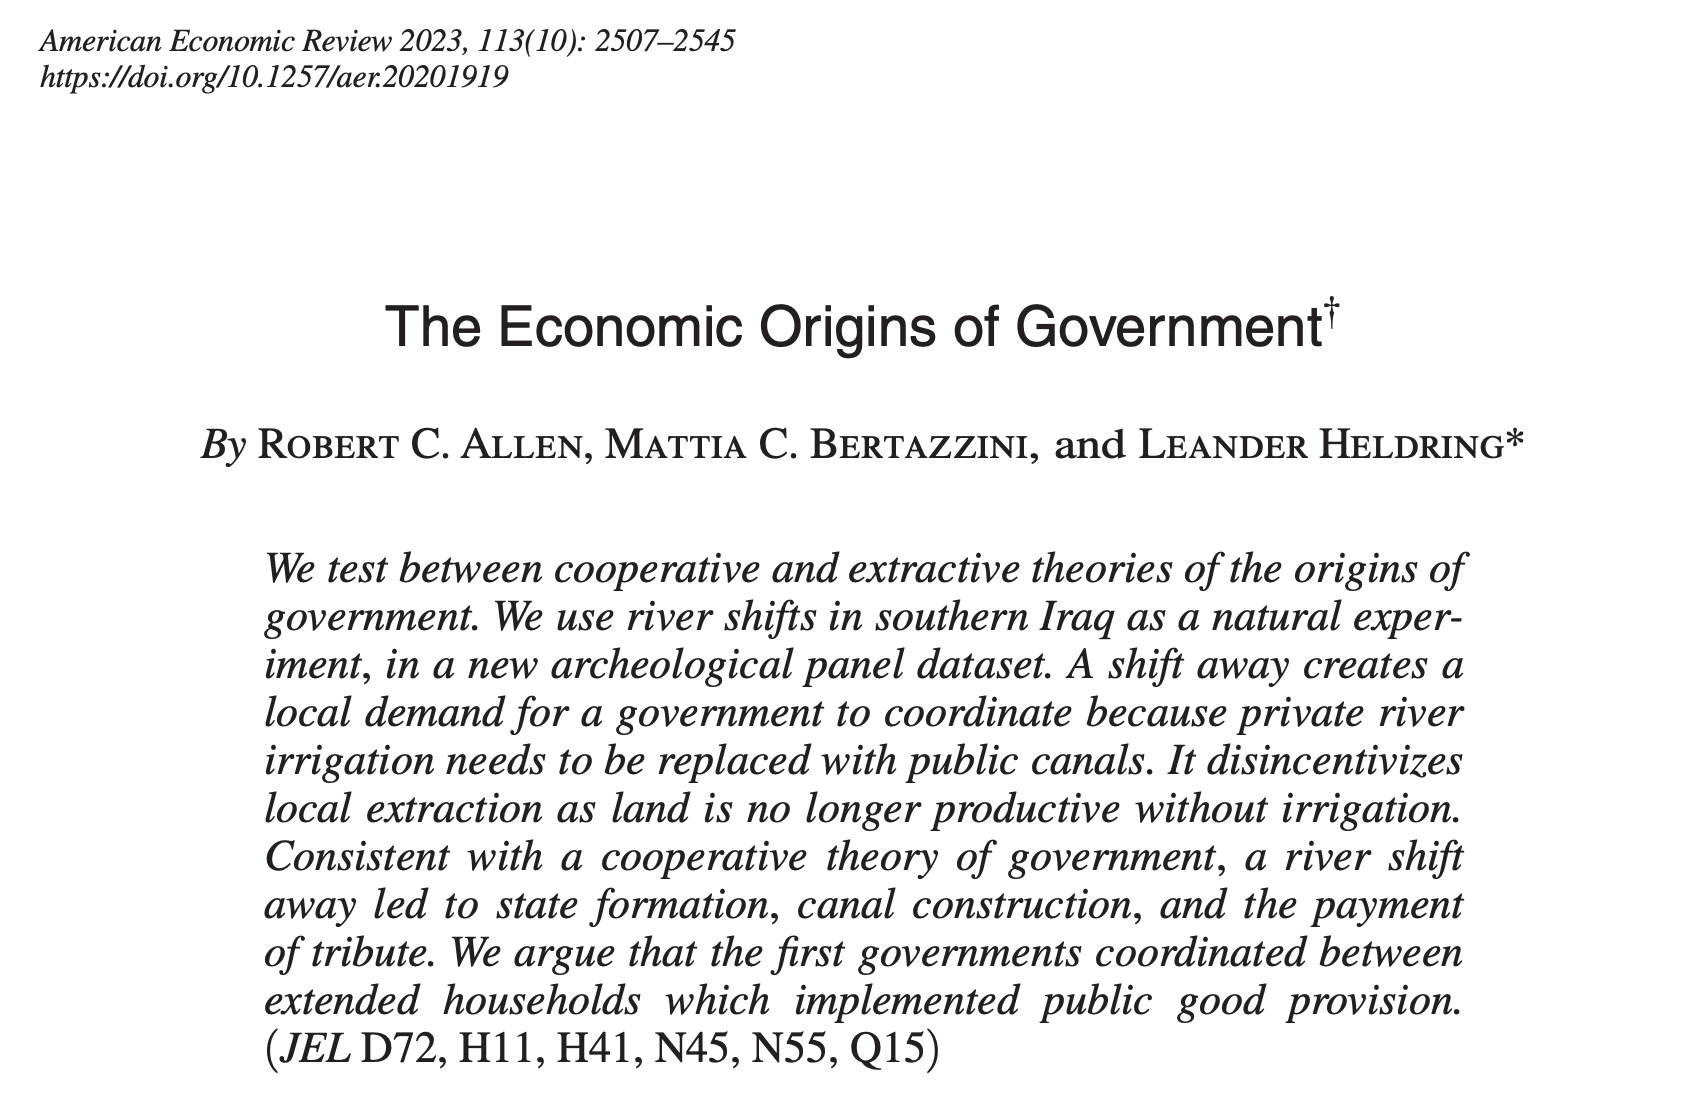 American Economic Review 2023, 113(10): 2507–2545
https://doi.org/10.1257/aer.20201919
The Economic Origins of Government†
By Robert C. Allen, Mattia C. Bertazzini, and Leander Heldring*
We test between cooperative and extractive theories of the origins of
government. We use river shifts in southern Iraq as a natural exper-
iment, in a new archeological panel dataset. A shift away creates a
local demand for a government to coordinate because private river
irrigation needs to be replaced with public canals. It disincentivizes
local extraction as land is no longer productive without irrigation.
Consistent with a cooperative theory of government, a river shift
away led to state formation, canal construction, and the payment
of tribute. We argue that the first governments coordinated between
extended households which implemented public good provision.
(JEL D72, H11, H41, N45, N55, Q15)